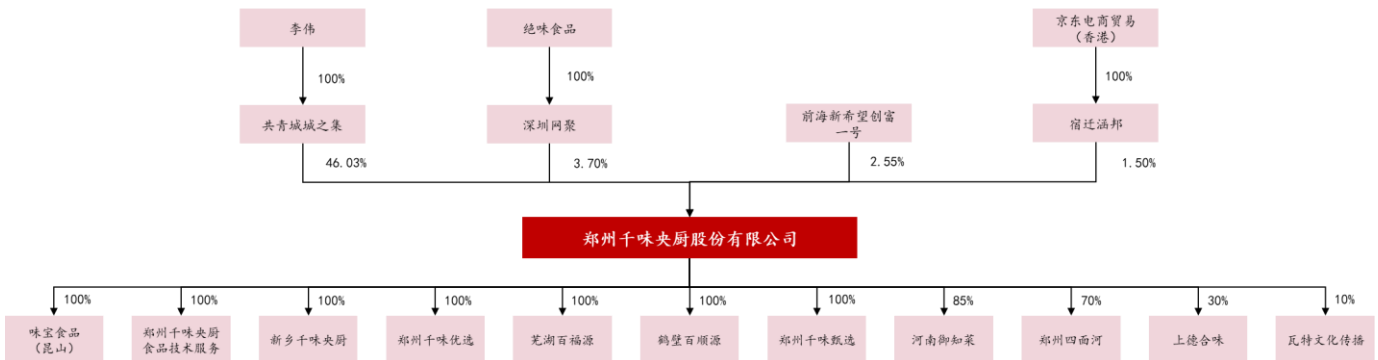 李伟
绝味食品
京东电商贸易
（香港）
100%
100%
100%
共青城城之集
深圳网聚
前海新希望创富
一号
宿迁涵邦
46.03%
3.70%
2.55%
1.50%
郑州千味央厨股份有限公司
100%
100%
100%
100%
100%
100%
100%
85%
70%
30%
10%
味宝食品
（昆山）
郑州千味央厨
食品技术服务
新乡千味央厨
郑州千味优选
芜湖百福源
鹤壁百顺源
郑州千味甄选
河南御知菜
郑州四面河
上德合味
瓦特文化传播